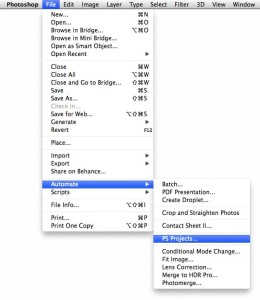 Photoshop File Edit Image Layer Type Select Filter 3D View Window
New... ⌘N
Open... ⌘O
Browse in Bridge... ⌥⌘O
Browse in Mini Bridge...
Open as Smart Object...
Open Recent ▶
Close ⌘W
Close All ⌥⌘W
Close and Go to Bridge... ⇧⌘W
Save ⌘S
Save As... ⇧⌘S
Check In...
Save for Web... ⌥⇧⌘S
Generate ▶
Revert F12
Place...
Import ▶
Export ▶
Share on Behance...
Automate ▶
Scripts ▶
File Info... ⌥⇧⌘I
Print... ⌘P
Print One Copy ⌥⇧⌘P
Batch...
PDF Presentation...
Create Droplet...
Crop and Straighten Photos
Contact Sheet II...
PS Projects...
Conditional Mode Change...
Fit Image...
Lens Correction...
Merge to HDR Pro...
Photomerge...